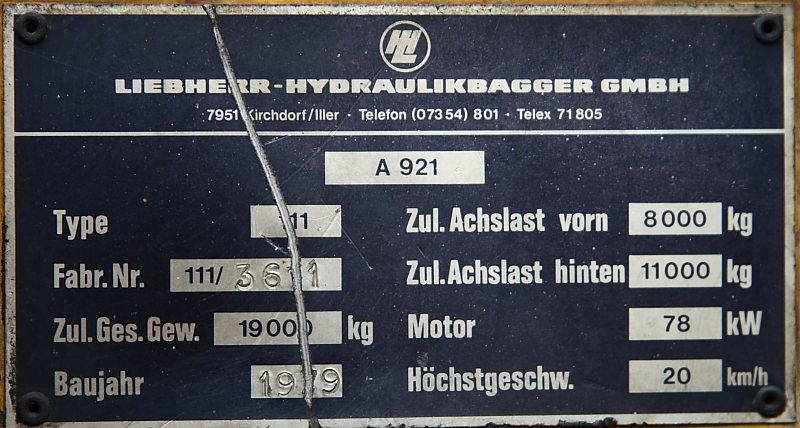 HL
LIEBHERR-HYDRAULIKBAGGER GMBH
7951 Kirchdorf/Iller · Telefon (07354) 801 · Telex 71805
A 921
Type 111
Fabr. Nr. 111/
Zul. Ges. Gew. 19000 kg
Baujahr 1979
Zul. Achslast vorn 8000 kg
Zul. Achslast hinten 11000 kg
Motor 78 kW
Höchstgeschw. 20 km/h